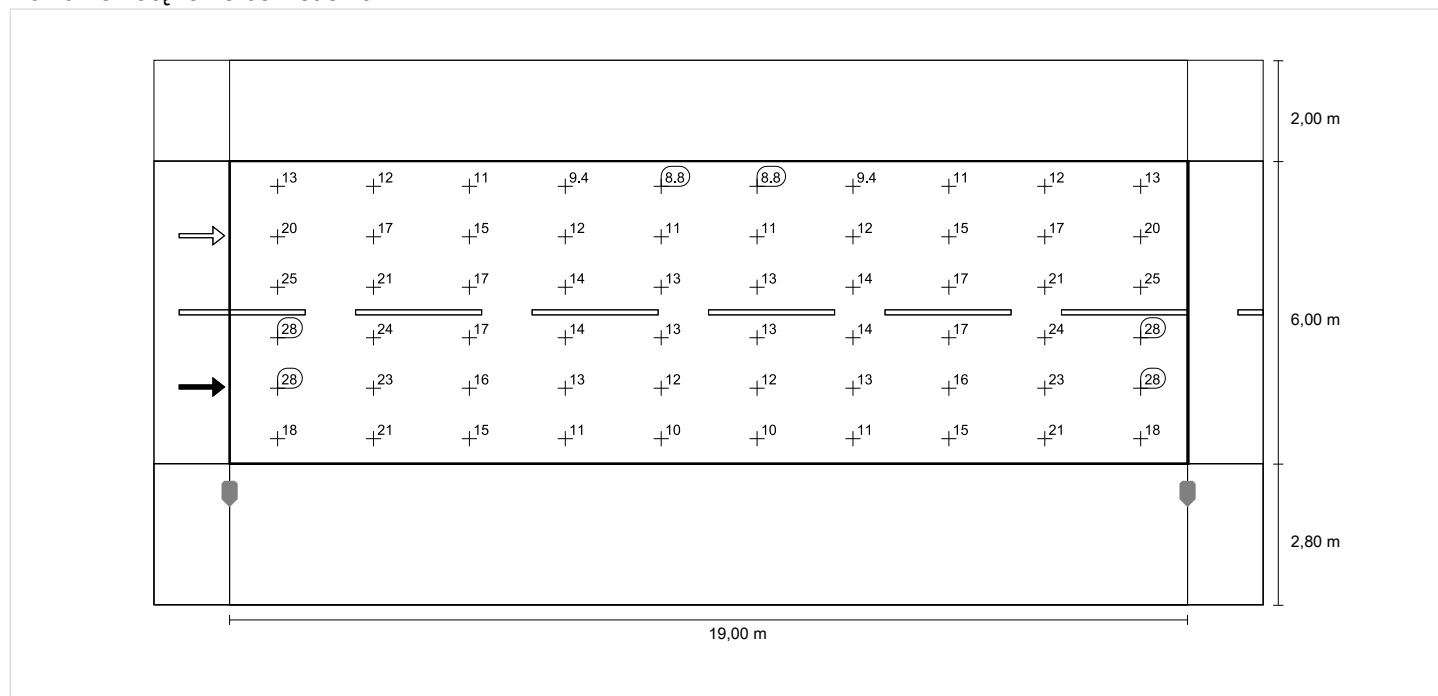 2,00 m
13 12 11 9.4 8.8 8.8 9.4 11 12 13
20 17 15 12 11 11 12 15 17 20
25 21 17 14 13 13 14 17 21 25
6,00 m
28 24 17 14 13 13 14 17 24 28
28 23 16 13 12 12 13 16 23 28
18 21 15 11 10 10 11 15 21 18
2,80 m
19,00 m